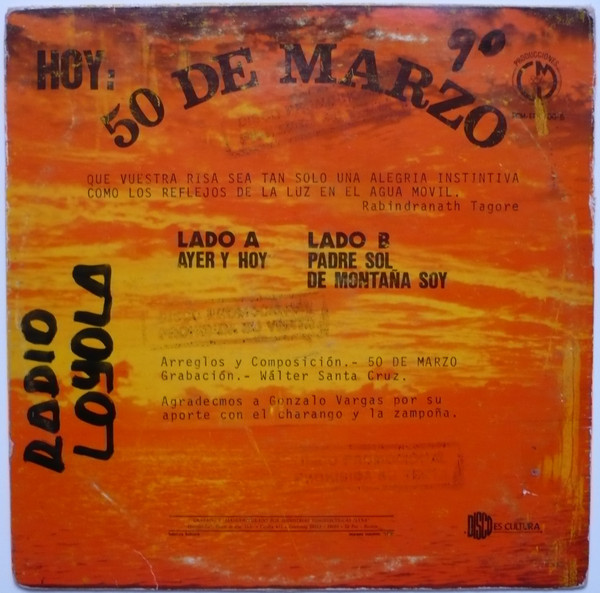 HOY:
50 DE MARZO
90
PRODUCCIONES
QUE VUESTRA RISA SEA TAN SOLO UNA ALEGRIA INSTINTIVA
COMO LOS REFLEJOS DE LA LUZ EN EL AGUA MOVIL.
Rabindranath Tagore
LADO A
AYER Y HOY
LADO B
PADRE SOL
DE MONTAÑA SOY
RADIO
LOYOLA
Arreglos y Composición.- 50 DE MARZO
Grabación.- Wálter Santa Cruz.
Agradecmos a Gonzalo Vargas por su
aporte con el charango y la zampoña.
DISCO ES CULTURA